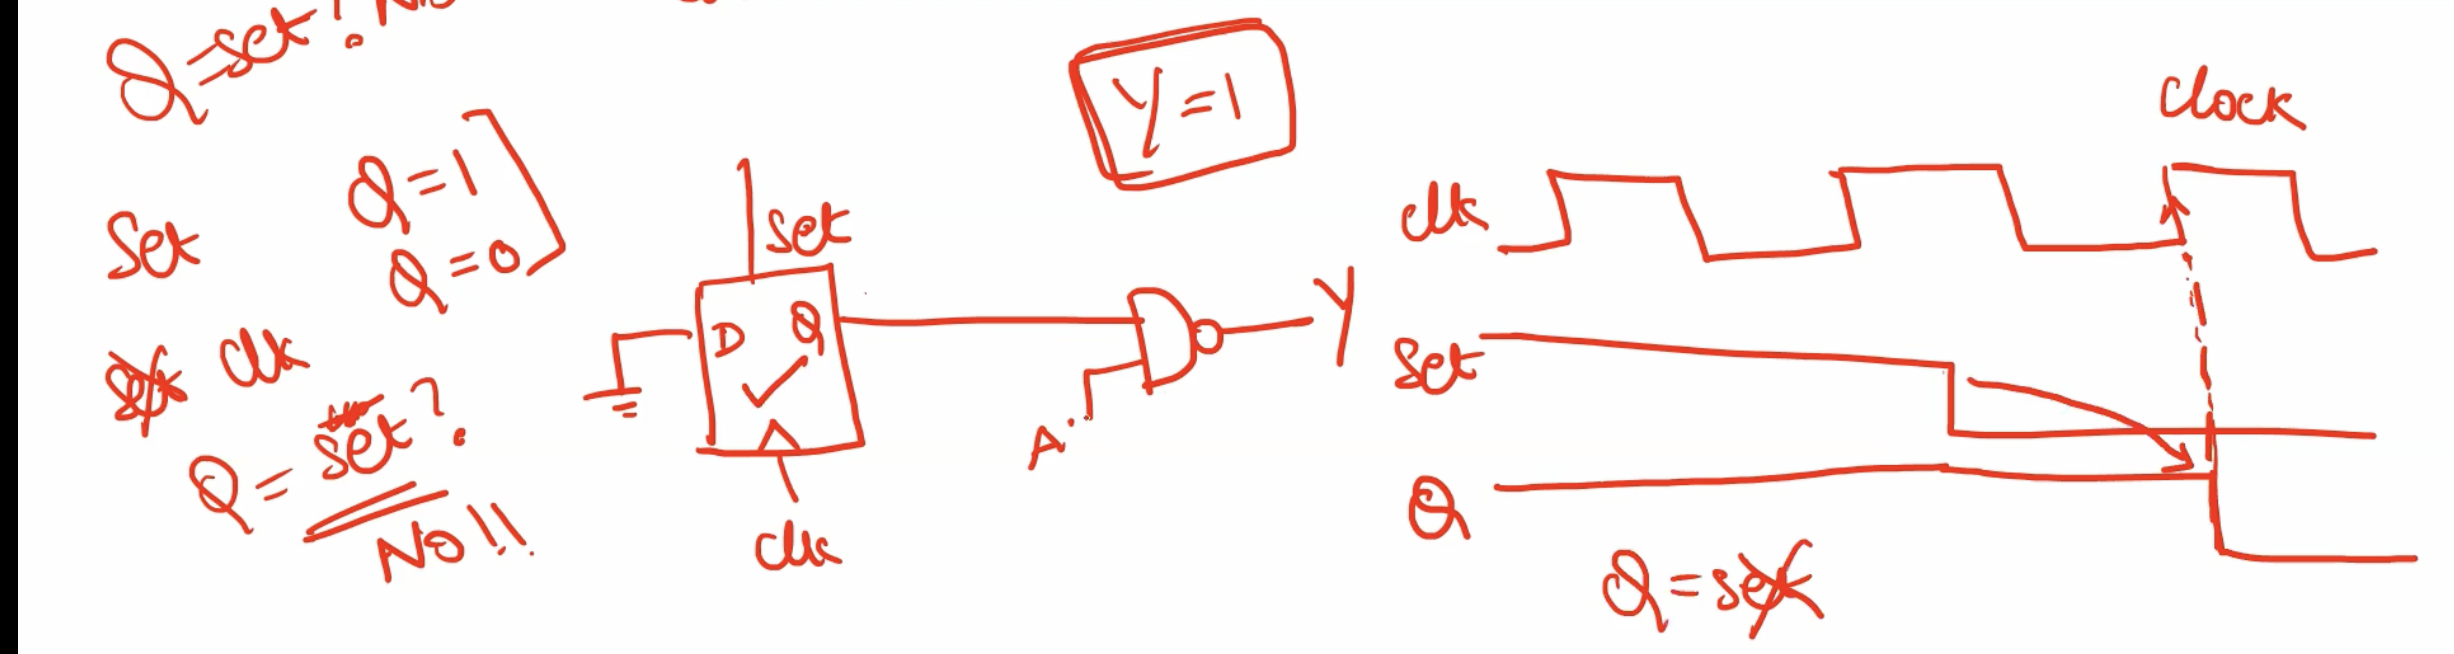 Q=set? No
Q=1
Set
Q=0
Clk
Q=set?
No!!
Set
D Q
Clk
A
Y
Y=1
Clock
Clk
Set
Q
Q=set